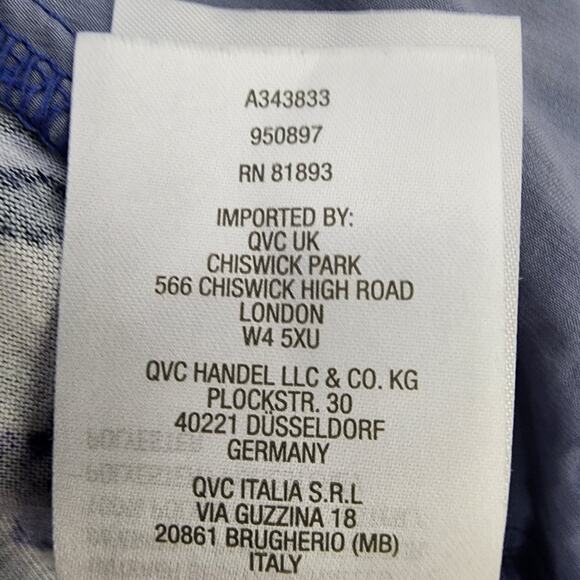 A343833
950897
RN 81893
IMPORTED BY:
QVC UK
CHISWICK PARK
566 CHISWICK HIGH ROAD
LONDON
W4 5XU
QVC HANDEL LLC & CO. KG
PLOCKSTR. 30
40221 DÜSSELDORF
GERMANY
QVC ITALIA S.R.L
VIA GUZZINA 18
20861 BRUGHERIO (MB)
ITALY